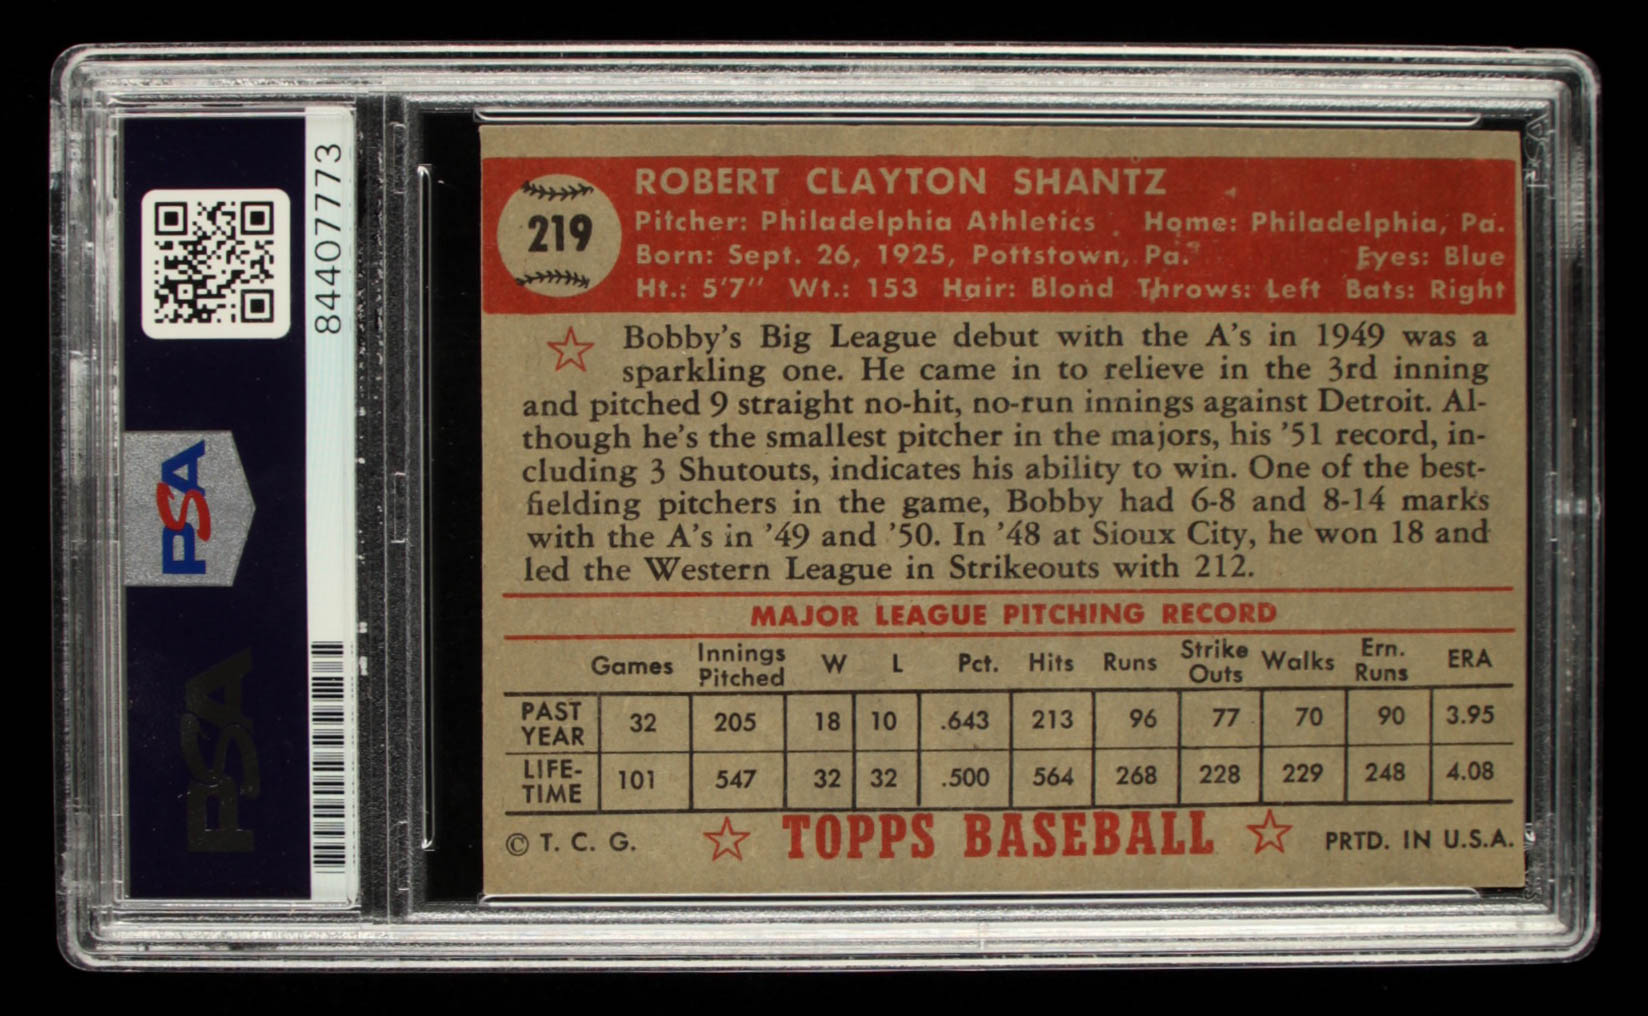 84407773
PSA
PSA
219
ROBERT CLAYTON SHANTZ
Pitcher: Philadelphia Athletics Home: Philadelphia, Pa.
Born: Sept. 26, 1925, Pottstown, Pa. Eyes: Blue
Ht.: 5'7" Wt.: 153 Hair: Blond Throws: Left Bats: Right
Bobby's Big League debut with the A's in 1949 was a
sparkling one. He came in to relieve in the 3rd inning
and pitched 9 straight no-hit, no-run innings against Detroit. Al-
though he's the smallest pitcher in the majors, his '51 record, in-
cluding 3 Shutouts, indicates his ability to win. One of the best-
fielding pitchers in the game, Bobby had 6-8 and 8-14 marks
with the A's in '49 and '50. In '48 at Sioux City, he won 18 and
led the Western League in Strikeouts with 212.
MAJOR LEAGUE PITCHING RECORD
Games Innings Pitched W L Pct. Hits Runs Strike Outs Walks Ern. Runs ERA
PAST YEAR 32 205 18 10 .643 213 96 77 70 90 3.95
LIFE-TIME 101 547 32 32 .500 564 268 228 229 248 4.08
© T. C. G. TOPPS BASEBALL PRTD. IN U.S.A.